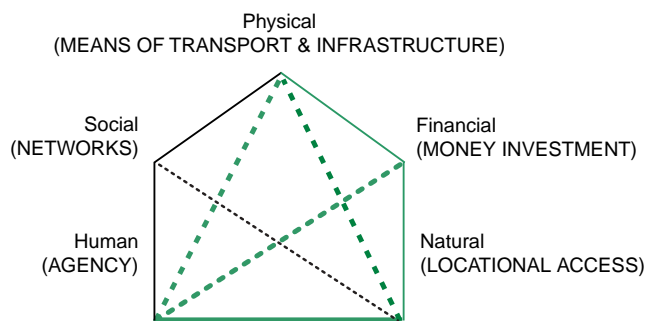 Physical
(MEANS OF TRANSPORT & INFRASTRUCTURE)
Social
(NETWORKS)
Financial
(MONEY INVESTMENT)
Human
(AGENCY)
Natural
(LOCATIONAL ACCESS)